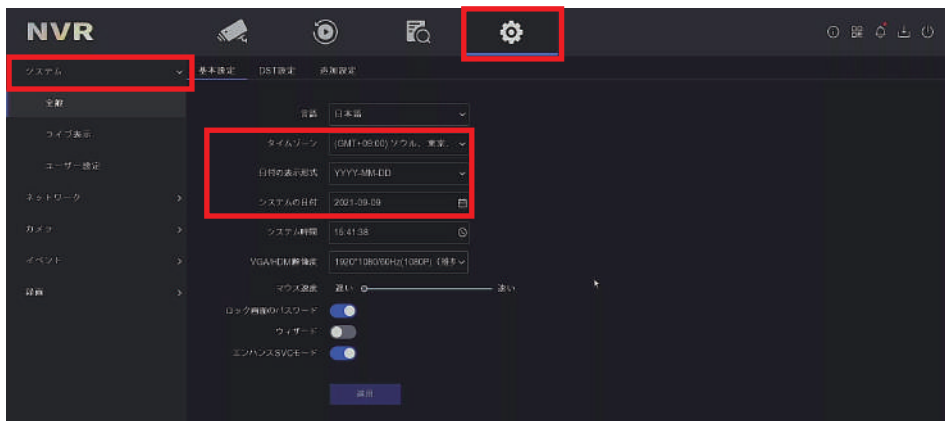 NVR
システム
基本設定 DST設定 追加設定
全般
ライブ表示
ユーザー設定
ネットワーク
カメラ
イベント
録画
言語 日本語
タイムゾーン (GMT+09:00) ソウル、東京、
日付の表示形式 YYYY-MM-DD
システムの日付 2021-09-09
システム時間 15:41:38
VGA/HDMI解像度 1920*1080/60Hz(1080P)
マウス速度 遅い 速い
ロック画面のパスワード
ウィザード
エンハンスSVCモード
適用